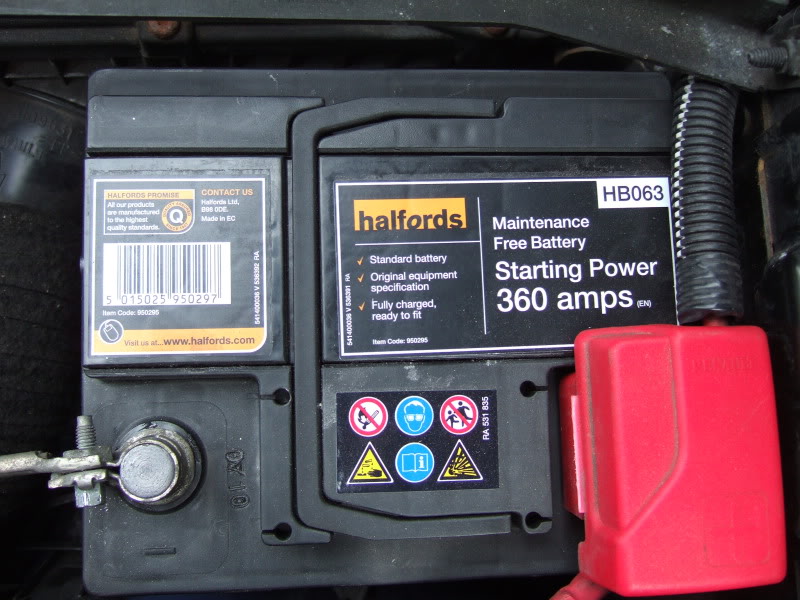 HALFORDS PROMISE
All our products
are manufactured
to the highest
quality standards.
Q
CONTACT US
Halfords Ltd,
B98 0DE
Made in EC
5 015025 950297
Item Code: 950295
Visit us at...www.halfords.com
HB063
halfords
Standard battery
Original equipment
specification
Fully charged,
ready to fit
Item Code: 950295
Maintenance
Free Battery
Starting Power
360 amps (EN)
RA 531 835
i